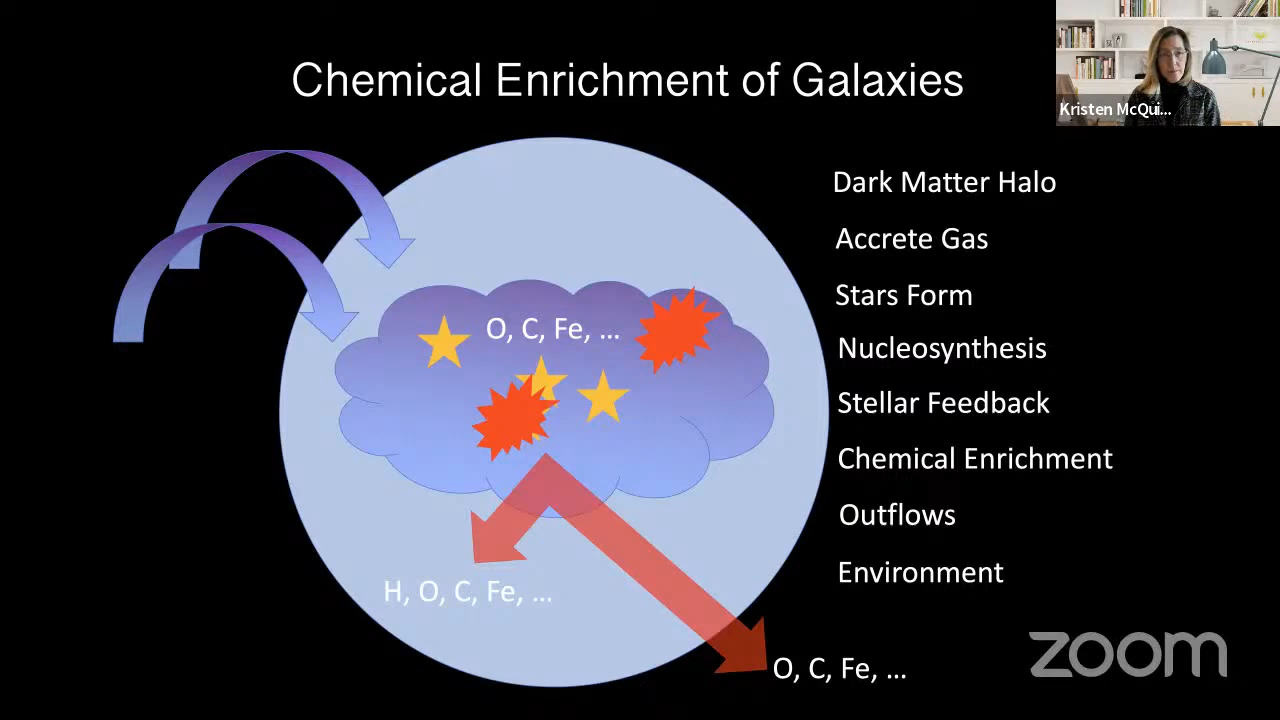 Chemical Enrichment of Galaxies
Kristen McQui...
Dark Matter Halo
Accrete Gas
Stars Form
O, C, Fe, ...
Nucleosynthesis
Stellar Feedback
Chemical Enrichment
Outflows
Environment
H, O, C, Fe, ...
O, C, Fe, ...
zoom